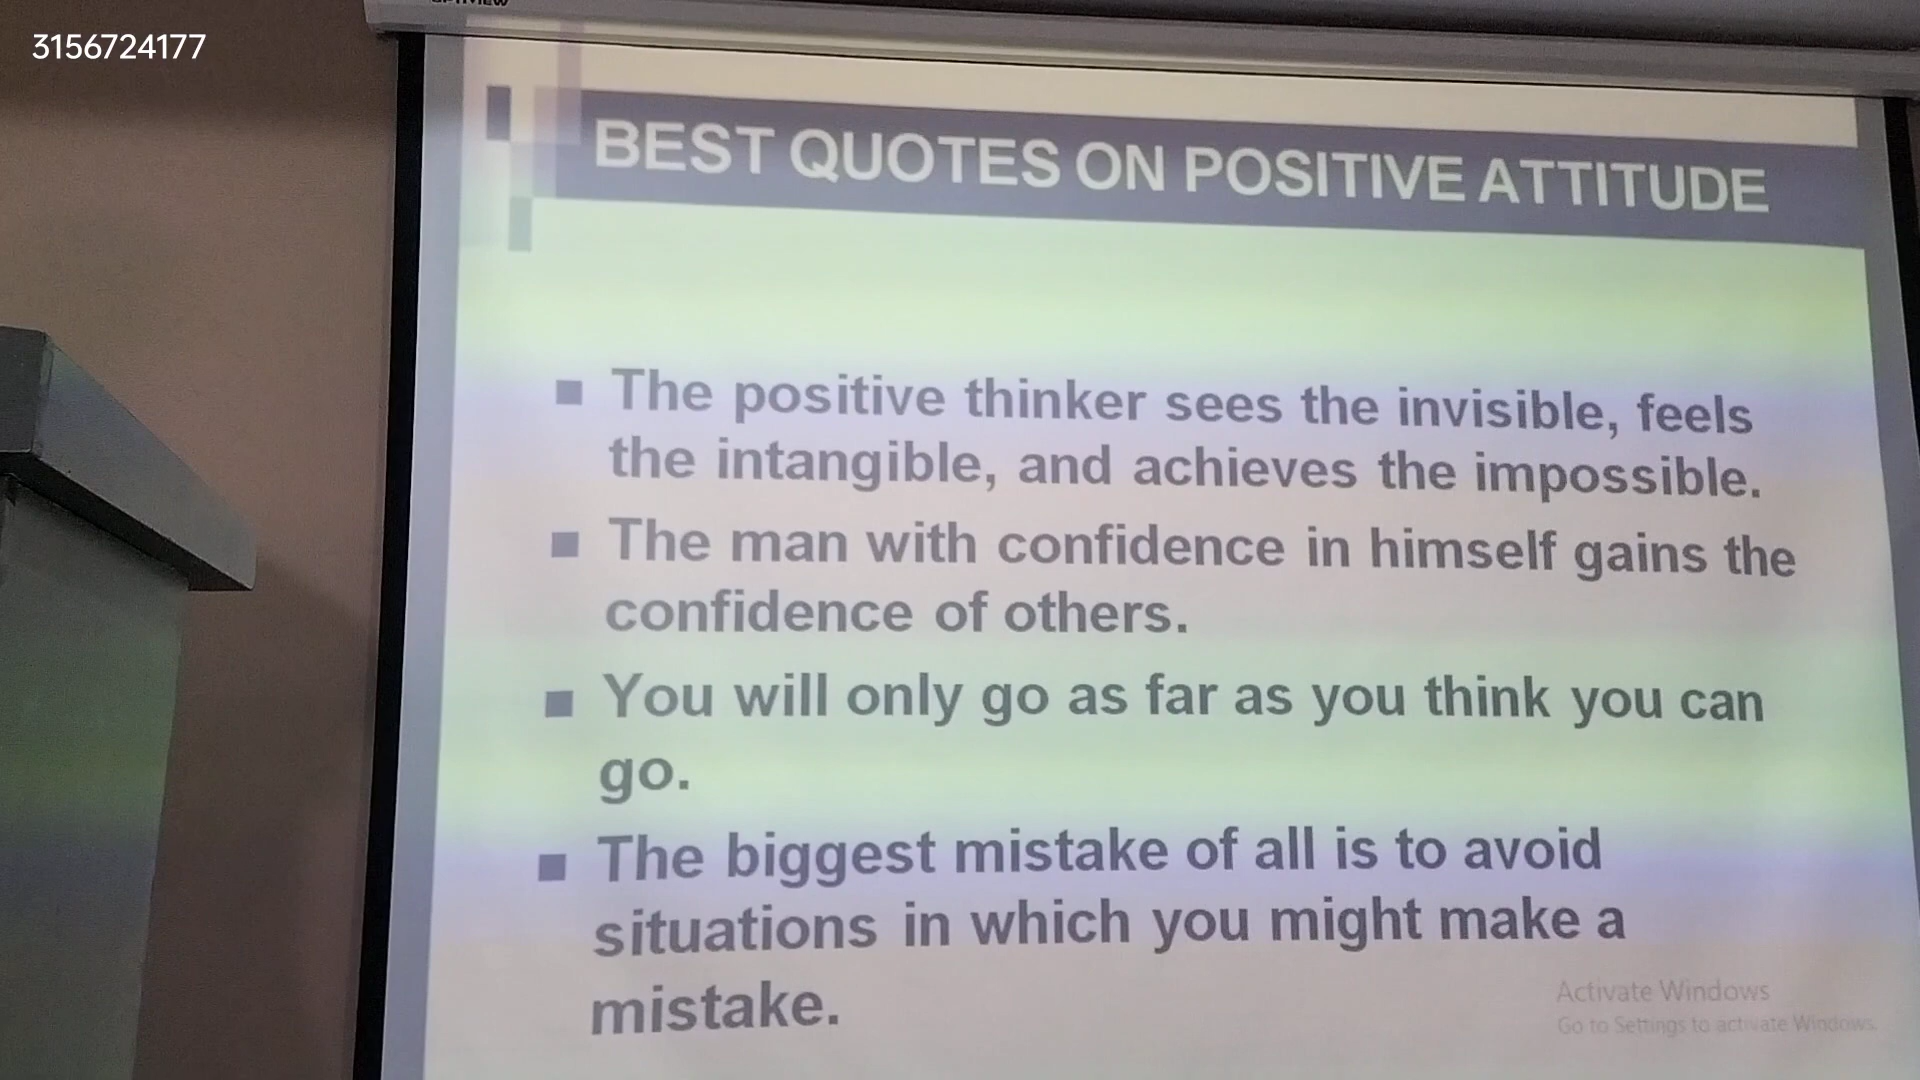 3156724177
BEST QUOTES ON POSITIVE ATTITUDE
The positive thinker sees the invisible, feels
the intangible, and achieves the impossible.
The man with confidence in himself gains the
confidence of others.
You will only go as far as you think you can
go.
The biggest mistake of all is to avoid
situations in which you might make a
mistake.
Activate Windows
Go to Settings to activate Windows.